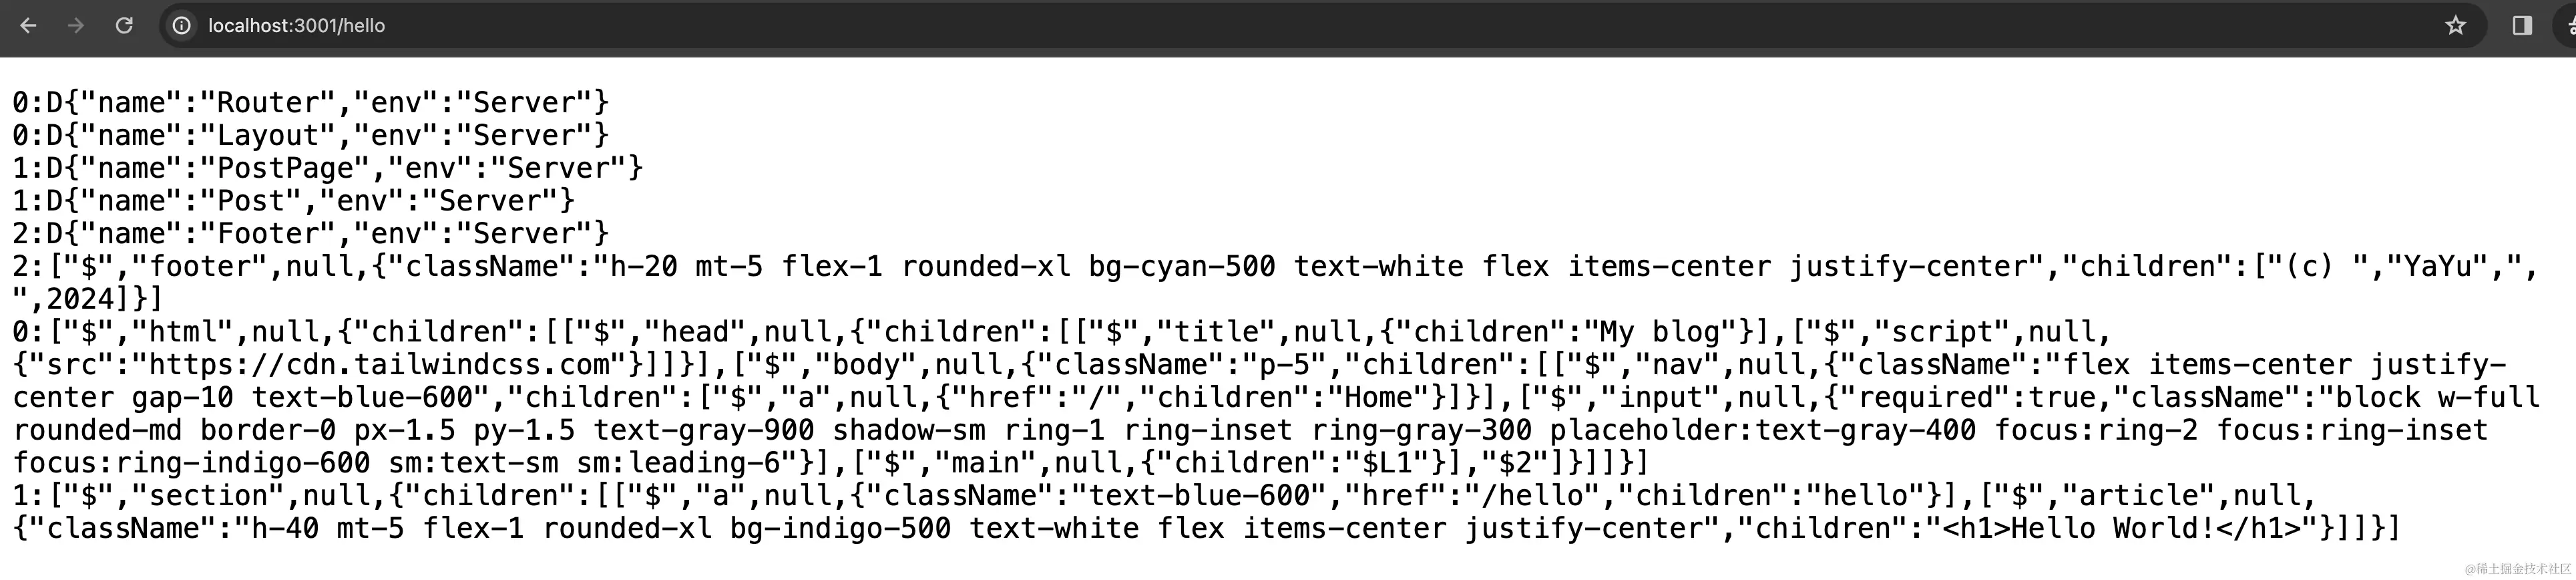 localhost:3001/hello
0:D{"name":"Router","env":"Server"}
0:D{"name":"Layout","env":"Server"}
1:D{"name":"PostPage","env":"Server"}
1:D{"name":"Post","env":"Server"}
2:D{"name":"Footer","env":"Server"}
2:["$","footer",null,{"className":"h-20 mt-5 flex-1 rounded-xl bg-cyan-500 text-white flex items-center justify-center","children":["(c) ","YaYu",",
",2024]}]
0:["$","html",null,{"children":[["$","head",null,{"children":[["$","title",null,{"children":"My blog"}],["$","script",null,
{"src":"https://cdn.tailwindcss.com"}]]}],["$","body",null,{"className":"p-5","children":[["$","nav",null,{"className":"flex items-center justify-
center gap-10 text-blue-600","children":["$","a",null,{"href":"/","children":"Home"}]}],["$","input",null,{"required":true,"className":"block w-full
rounded-md border-0 px-1.5 py-1.5 text-gray-900 shadow-sm ring-1 ring-inset ring-gray-300 placeholder:text-gray-400 focus:ring-2 focus:ring-inset
focus:ring-indigo-600 sm:text-sm sm:leading-6"}],["$","main",null,{"children":"$L1"}],"$2"]}]]}]
1:["$","section",null,{"children":[["$","a",null,{"className":"text-blue-600","href":"/hello","children":"hello"}],["$","article",null,
{"className":"h-40 mt-5 flex-1 rounded-xl bg-indigo-500 text-white flex items-center justify-center","children":"<h1>Hello World!</h1>"}]]}]
@稀土掘金技术社区